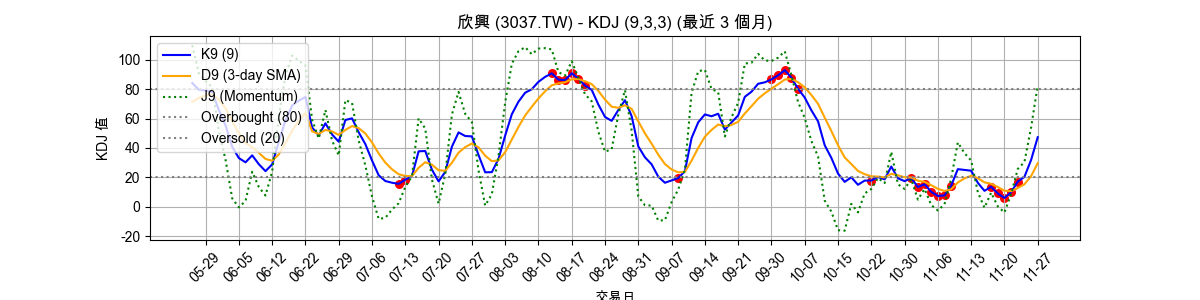 欣興 (3037.TW) - KDJ (9,3,3) (最近 3 個月)
K9 (9)
D9 (3-day SMA)
J9 (Momentum)
Overbought (80)
Oversold (20)
KDJ 值
100
80
60
40
20
0
-20
05-29 06-05 06-12 06-22 06-29 07-06 07-13 07-20 07-27 08-03 08-10 08-17 08-24 08-31 09-07 09-14 09-21 09-30 10-07 10-15 10-22 10-30 11-06 11-13 11-20 11-27
交易日